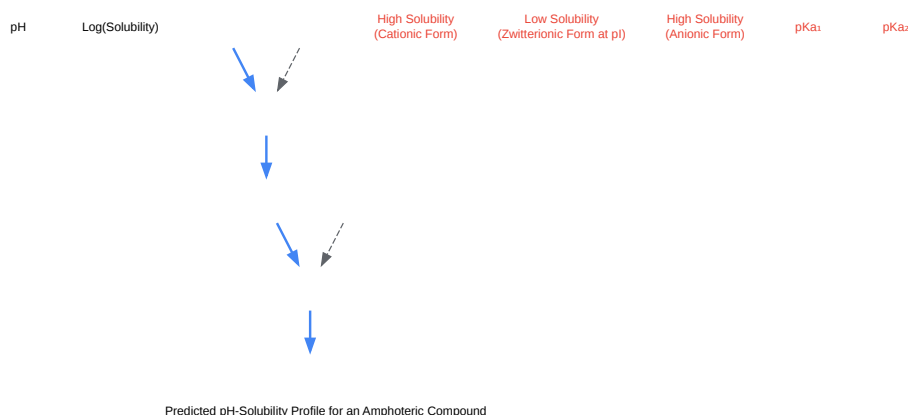 pH
Log(Solubility)
High Solubility
(Cationic Form)
Low Solubility
(Zwitterionic Form at pI)
High Solubility
(Anionic Form)
pKa₁
pKa₂
Predicted pH-Solubility Profile for an Amphoteric Compound